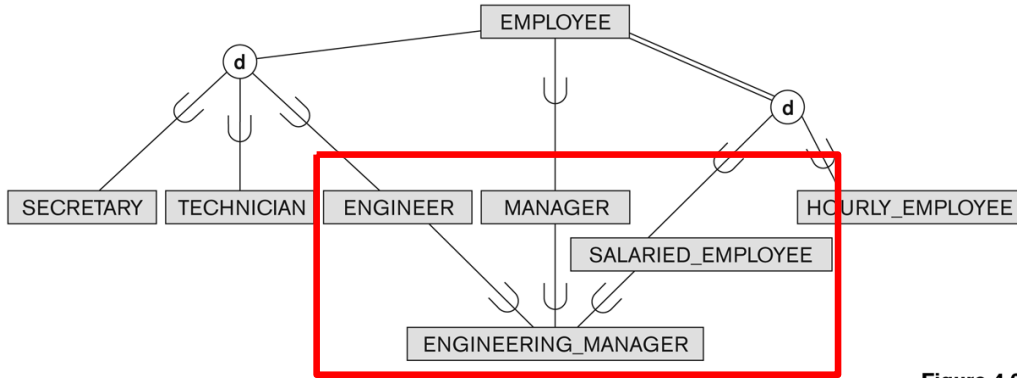 EMPLOYEE
d
d
SECRETARY
TECHNICIAN
ENGINEER
MANAGER
HOURLY_EMPLOYEE
SALARIED_EMPLOYEE
ENGINEERING_MANAGER